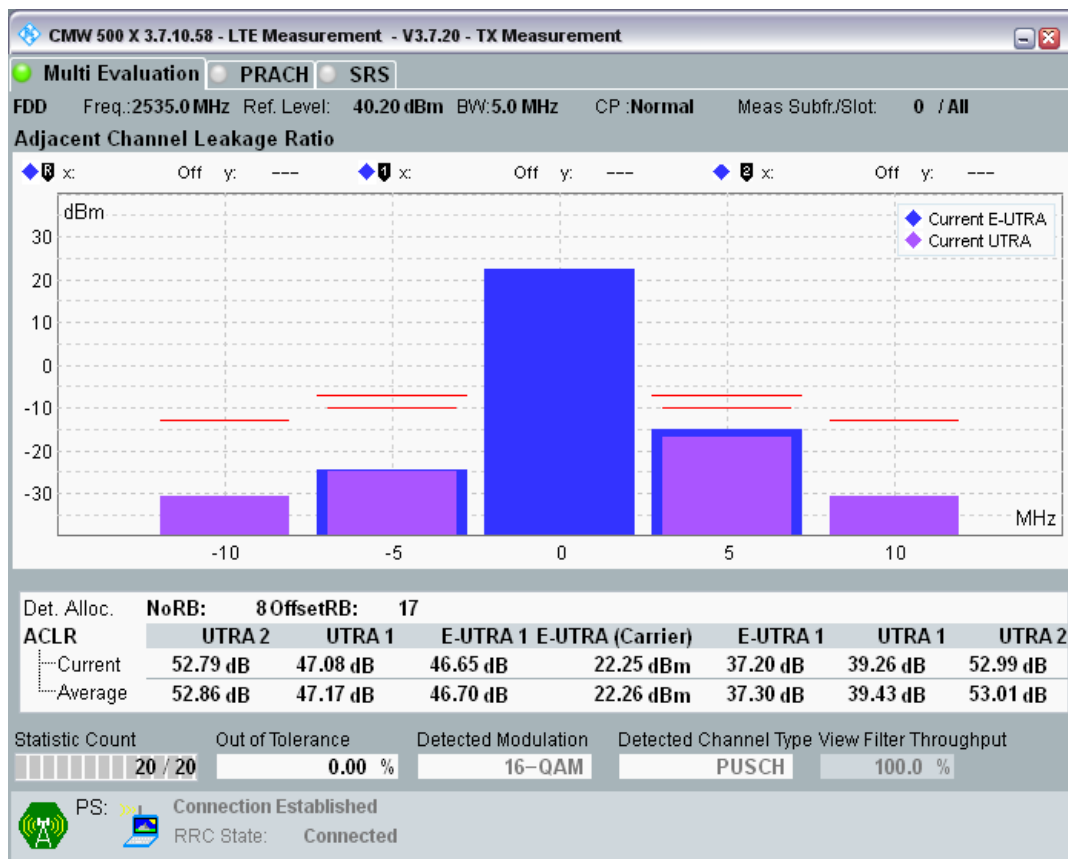 CMW 500 X 3.7.10.58 - LTE Measurement - V3.7.20 - TX Measurement
Multi Evaluation PRACH SRS
FDD Freq.:2535.0 MHz Ref. Level: 40.20 dBm BW:5.0 MHz CP :Normal Meas Subfr./Slot: 0 / All
Adjacent Channel Leakage Ratio
R x: Off y: --- 1 x: Off y: --- 2 x: Off y: ---
dBm
Current E-UTRA
Current UTRA
30
20
10
0
-10
-20
-30
MHz
-10 -5 0 5 10
Det. Alloc. NoRB: 8 OffsetRB: 17
ACLR UTRA 2 UTRA 1 E-UTRA 1 E-UTRA (Carrier) E-UTRA 1 UTRA 1 UTRA 2
Current 52.79 dB 47.08 dB 46.65 dB 22.25 dBm 37.20 dB 39.26 dB 52.99 dB
Average 52.86 dB 47.17 dB 46.70 dB 22.26 dBm 37.30 dB 39.43 dB 53.01 dB
Statistic Count Out of Tolerance Detected Modulation Detected Channel Type View Filter Throughput
20 / 20 0.00 % 16-QAM PUSCH 100.0 %
PS: Connection Established
RRC State: Connected